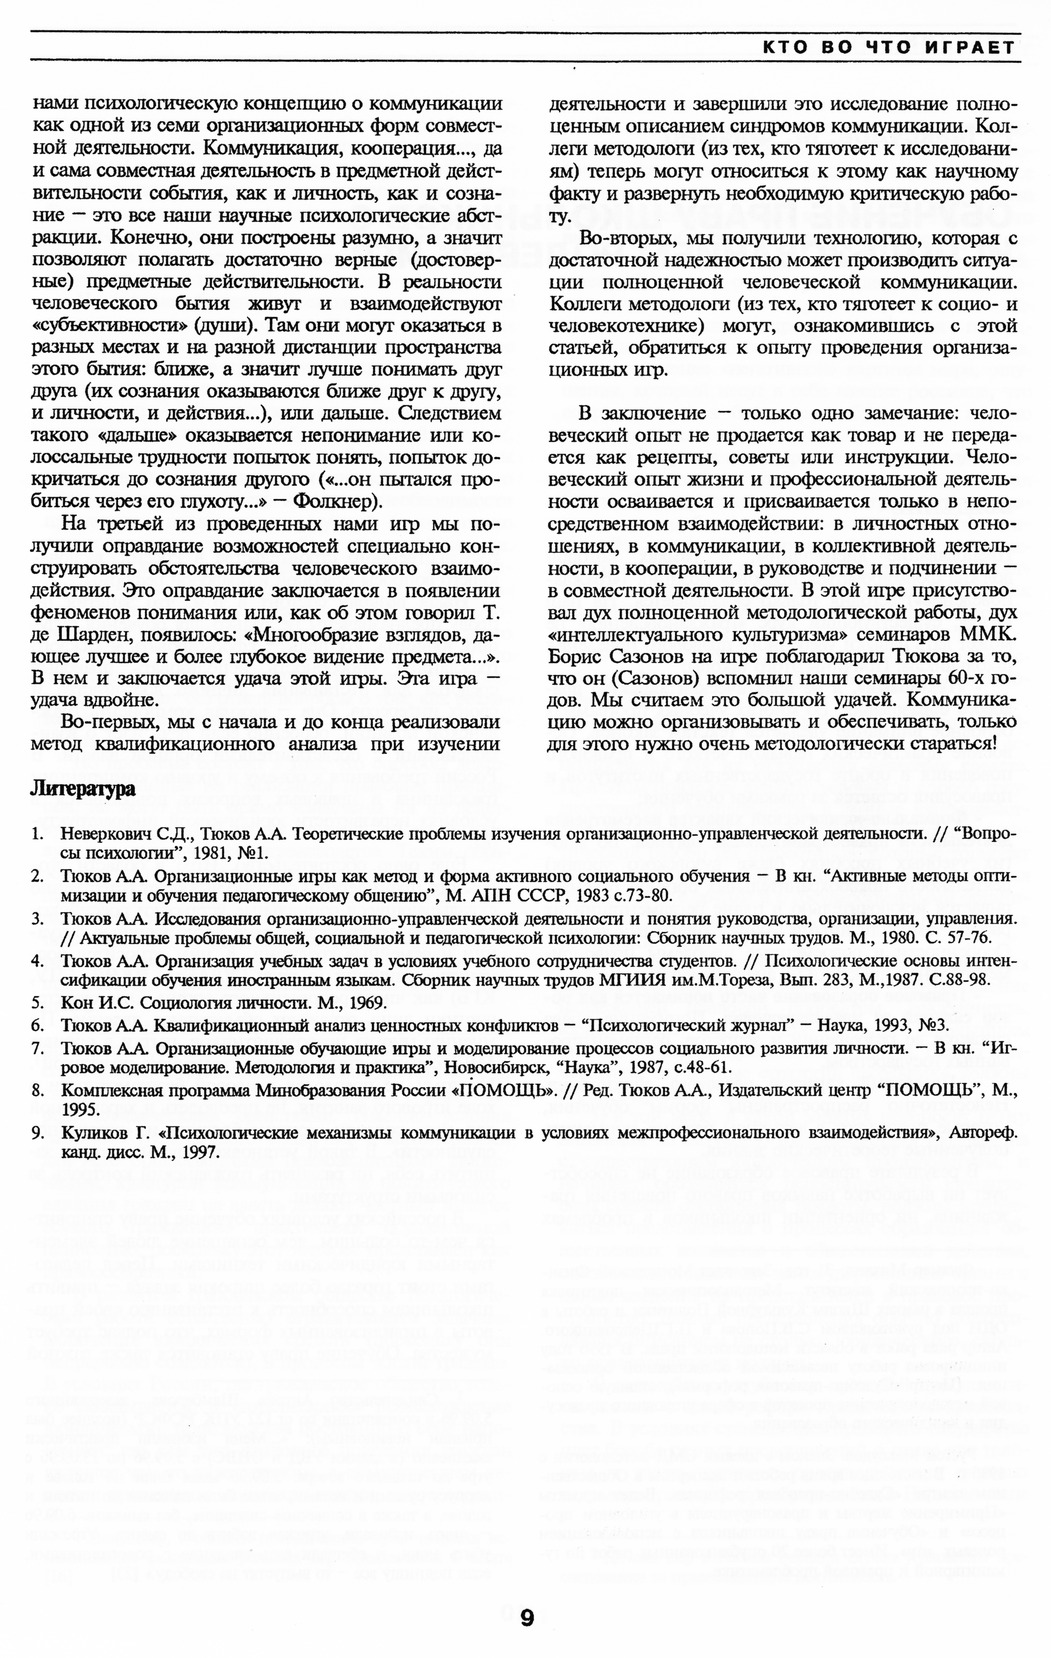 КТО ВО ЧТО ИГРАЕТ
нами психологическую концепцию о коммуникации
как одной из семи организационных форм совмест-
ной деятельности. Коммуникация, кооперация..., да
и сама совместная деятельность в предметной дейст-
вительности события, как и личность, как и созна-
ние — это все наши научные психологические абст-
ракции. Конечно, они построены разумно, а значит
позволяют полагать достаточно верные (достовер-
ные) предметные действительности. В реальности
человеческого бытия живут и взаимодействуют
«субъективности» (души). Там они могут оказаться в
разных местах и на разной дистанции пространства
этого бытия: ближе, а значит лучше понимать друг
друга (их сознания оказываются ближе друг к другу,
и личности, и действия...), или дальше. Следствием
такого «дальше» оказывается непонимание или ко-
лоссальные трудности попыток понять, попыток до-
кричаться до сознания другого («...он пытался про-
биться через его глухоту...» — Фолкнер).
На третьей из проведенных нами игр мы по-
лучили оправдание возможностей специально кон-
струировать обстоятельства человеческого взаимо-
действия. Это оправдание заключается в появлении
феноменов понимания или, как об этом говорил Т.
де Шарден, появилось: «Многообразие взглядов, да-
ющее лучшее и более глубокое видение предмета...».
В нем и заключается удача этой игры. Эта игра —
удача вдвойне.
Во-первых, мы с начала и до конца реализовали
метод квалификационного анализа при изучении
деятельности и завершили это исследование полно-
ценным описанием синдромов коммуникации. Кол-
леги методологи (из тех, кто тяготеет к исследовани-
ям) теперь могут относиться к этому как научному
факту и развернуть необходимую критическую рабо-
ту.
Во-вторых, мы получили технологию, которая с
достаточной надежностью может производить ситуа-
ции полноценной человеческой коммуникации.
Коллеги методологи (из тех, кто тяготеет к социо- и
человекотехнике) могут, ознакомившись с этой
статьей, обратиться к опыту проведения организа-
ционных игр.
В заключение — только одно замечание: чело-
веческий опыт не продается как товар и не переда-
ется как рецепты, советы или инструкции. Чело-
веческий опыт жизни и профессиональной деятель-
ности осваивается и присваивается только в непо-
средственном взаимодействии: в личностных отно-
шениях, в коммуникации, в коллективной деятель-
ности, в кооперации, в руководстве и подчинении —
в совместной деятельности. В этой игре присутство-
вал дух полноценной методологической работы, дух
«интеллектуального культуризма» семинаров ММК.
Борис Сазонов на игре поблагодарил Тюкова за то,
что он (Сазонов) вспомнил наши семинары 60-х го-
дов. Мы считаем это большой удачей. Коммуника-
цию можно организовывать и обеспечивать, только
для этого нужно очень методологически стараться!
Литература
1. Неверкович С.Д., Тюков А.А. Теоретические проблемы изучения организационно-управленческой деятельности. // “Вопро-
сы психологии”, 1981, №1.
2. Тюков А.А. Организационные игры как метод и форма активного социального обучения — В кн. “Активные методы опти-
мизации и обучения педагогическому общению”, М. АПН СССР, 1983 с.73-80.
3. Тюков А.А. Исследования организационно-управленческой деятельности и понятия руководства, организации, управления.
// Актуальные проблемы общей, социальной и педагогической психологии: Сборник научных трудов. М., 1980. С. 57-76.
4. Тюков А.А. Организация учебных задач в условиях учебного сотрудничества студентов. // Психологические основы интен-
сификации обучения иностранным языкам. Сборник научных трудов МГИИЯ им.М.Тореза, Вып. 283, М.,1987. С.88-98.
5. Кон И.С. Социология личности. М., 1969.
6. Тюков А.А. Квалификационный анализ ценностных конфликтов — “Психологический журнал” — Наука, 1993, №3.
7. Тюков А.А. Организационные обучающие игры и моделирование процессов социального развития личности. — В кн. “Иг-
ровое моделирование. Методология и практика”, Новосибирск, “Наука”, 1987, с.48-61.
8. Комплексная программа Минобразования России «ПОМОЩЬ». // Ред. Тюков А.А., Издательский центр “ПОМОЩЬ”, М.,
1995.
9. Куликов Г. «Психологические механизмы коммуникации в условиях межпрофессионального взаимодействия», Автореф.
канд. дисс. М., 1997.
9